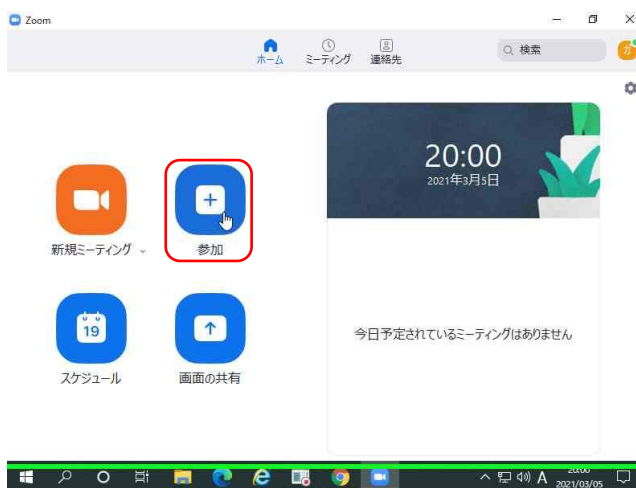 Zoom
ホーム
ミーティング
連絡先
検索
ガ
20:00
2021年3月5日
新規ミーティング
参加
19
スケジュール
画面の共有
今日予定されているミーティングはありません
A
20:00
2021/03/05